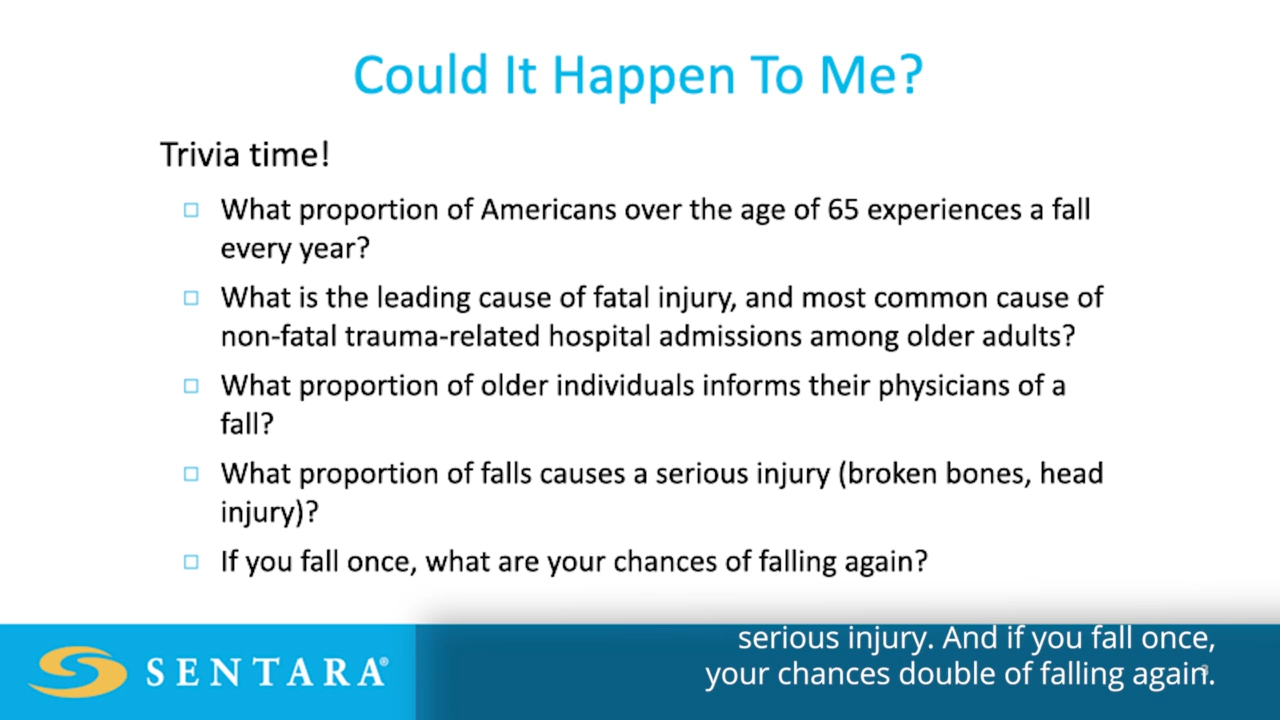 Could It Happen To Me?
Trivia time!
What proportion of Americans over the age of 65 experiences a fall
every year?
What is the leading cause of fatal injury, and most common cause of
non-fatal trauma-related hospital admissions among older adults?
What proportion of older individuals informs their physicians of a
fall?
What proportion of falls causes a serious injury (broken bones, head
injury)?
If you fall once, what are your chances of falling again?
SENTARA®
serious injury. And if you fall once,
your chances double of falling again.